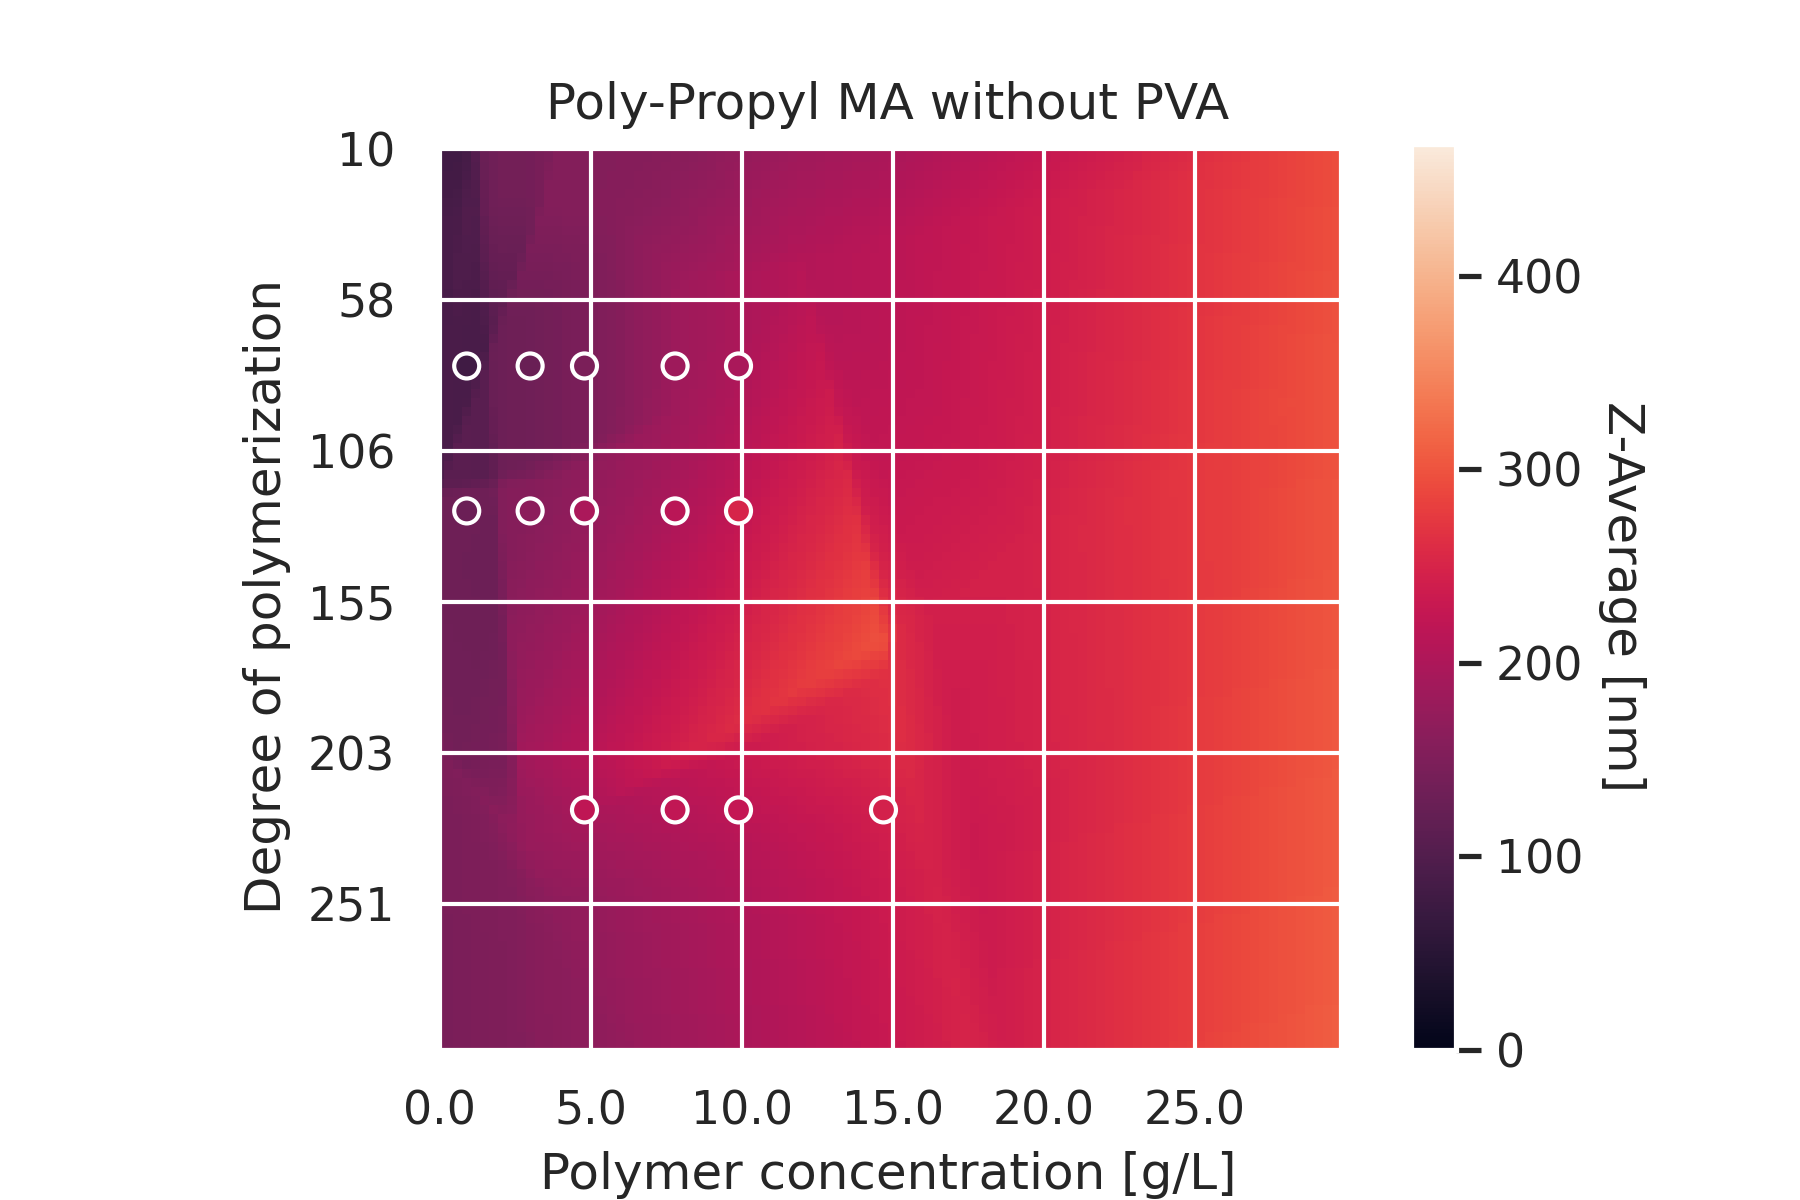 Poly-Propyl MA without PVA
10
58
106
155
203
251
Degree of polymerization
0.0 5.0 10.0 15.0 20.0 25.0
Polymer concentration [g/L]
400
300
200
100
0
Z-Average [nm]